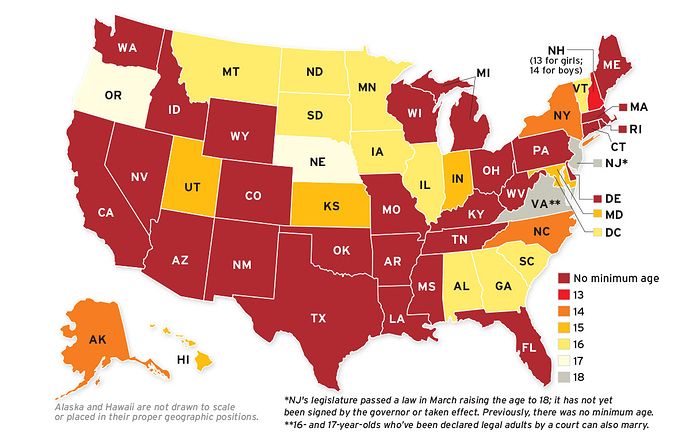 NH
(13 for girls;
14 for boys)
WA
MT
ND
MN
MI
ME
VT
OR
ID
SD
WI
NY
MA
RI
CT
WY
IA
PA
NJ*
NE
NV
UT
CO
IL
IN
OH
WV
VA**
DE
MD
DC
CA
KS
MO
KY
NC
TN
AZ
NM
OK
AR
SC
MS
AL
GA
TX
LA
FL
AK
HI
No minimum age
13
14
15
16
17
18
Alaska and Hawaii are not drawn to scale
or placed in their proper geographic positions.
*NJ's legislature passed a law in March raising the age to 18; it has not yet
been signed by the governor or taken effect. Previously, there was no minimum age.
**16- and 17-year-olds who've been declared legal adults by a court can also marry.